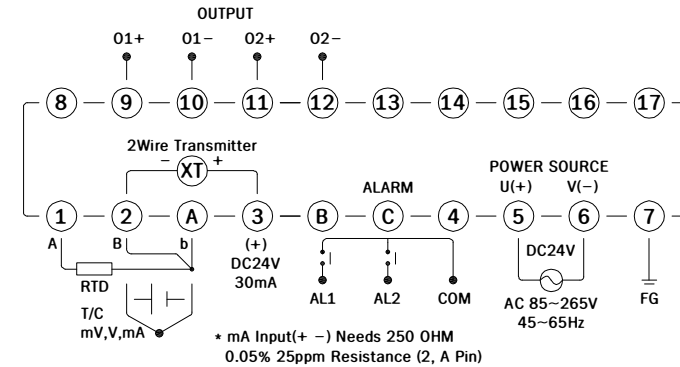 OUTPUT
O1+ O1− O2+ O2−
8 9 10 11 12 13 14 15 16 17
2Wire Transmitter
− XT +
ALARM
POWER SOURCE
U(+) V(−)
1 2 A 3 B C 4 5 6 7
A B b
(+)
DC24V
30mA
RTD
T/C
mV,V,mA
AL1 AL2 COM
DC24V
AC 85~265V
45~65Hz
FG
* mA Input(+ −) Needs 250 OHM
0.05% 25ppm Resistance (2, A Pin)